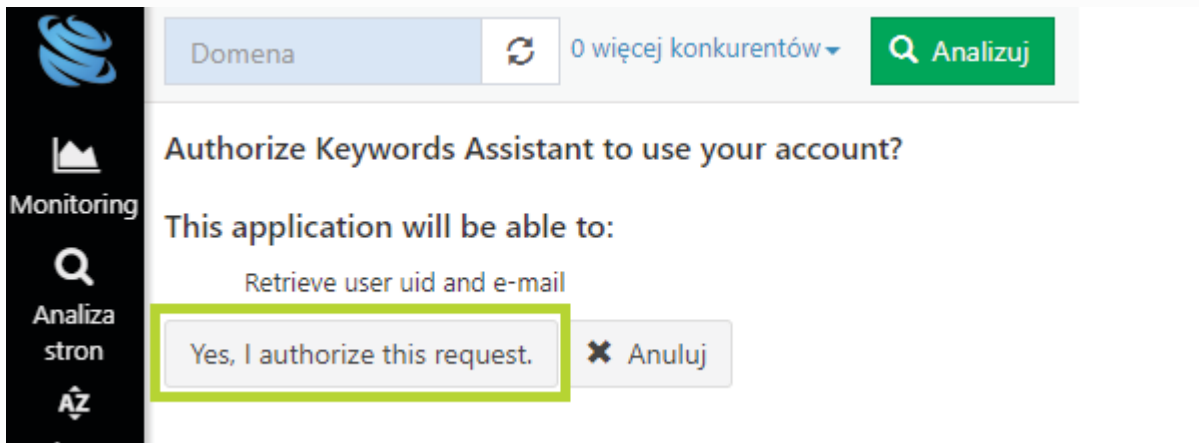 Domena
0 więcej konkurentów
Analizuj
Monitoring
Analiza
stron
AZ
Authorize Keywords Assistant to use your account?
This application will be able to:
Retrieve user uid and e-mail
Yes, I authorize this request.
Anuluj